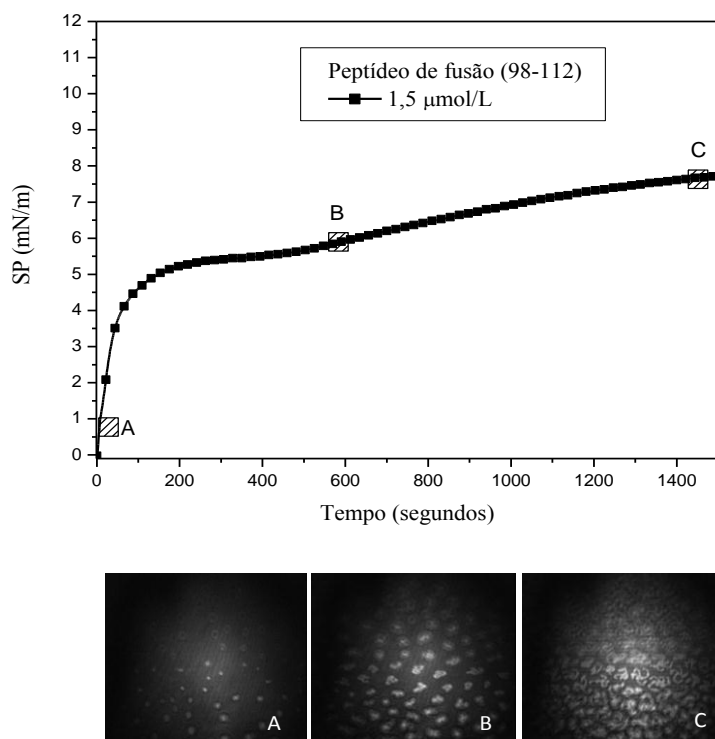 12
11
10
9
8
7
6
5
4
3
2
1
0
SP (mN/m)
Peptídeo de fusão (98-112)
1,5 μmol/L
A
B
C
0 200 400 600 800 1000 1200 1400
Tempo (segundos)
A B C